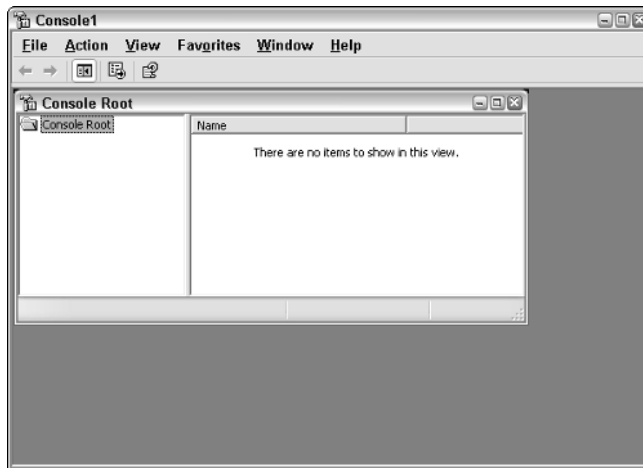 Console1
File Action View Favorites Window Help
Console Root
Console Root Name
There are no items to show in this view.